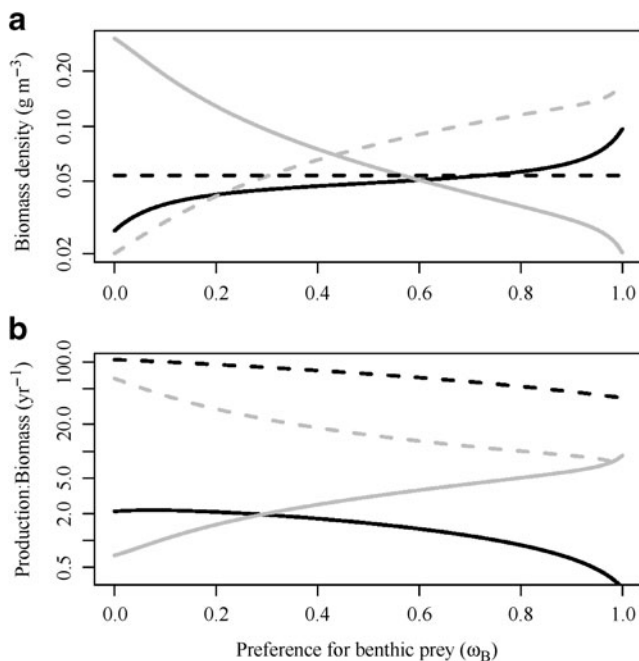 a
Biomass density (g m⁻³)
0.20
0.10
0.05
0.02
0.0 0.2 0.4 0.6 0.8 1.0
b
Production:Biomass (yr⁻¹)
100.0
20.0
5.0
2.0
0.5
0.0 0.2 0.4 0.6 0.8 1.0
Preference for benthic prey (ω_B)